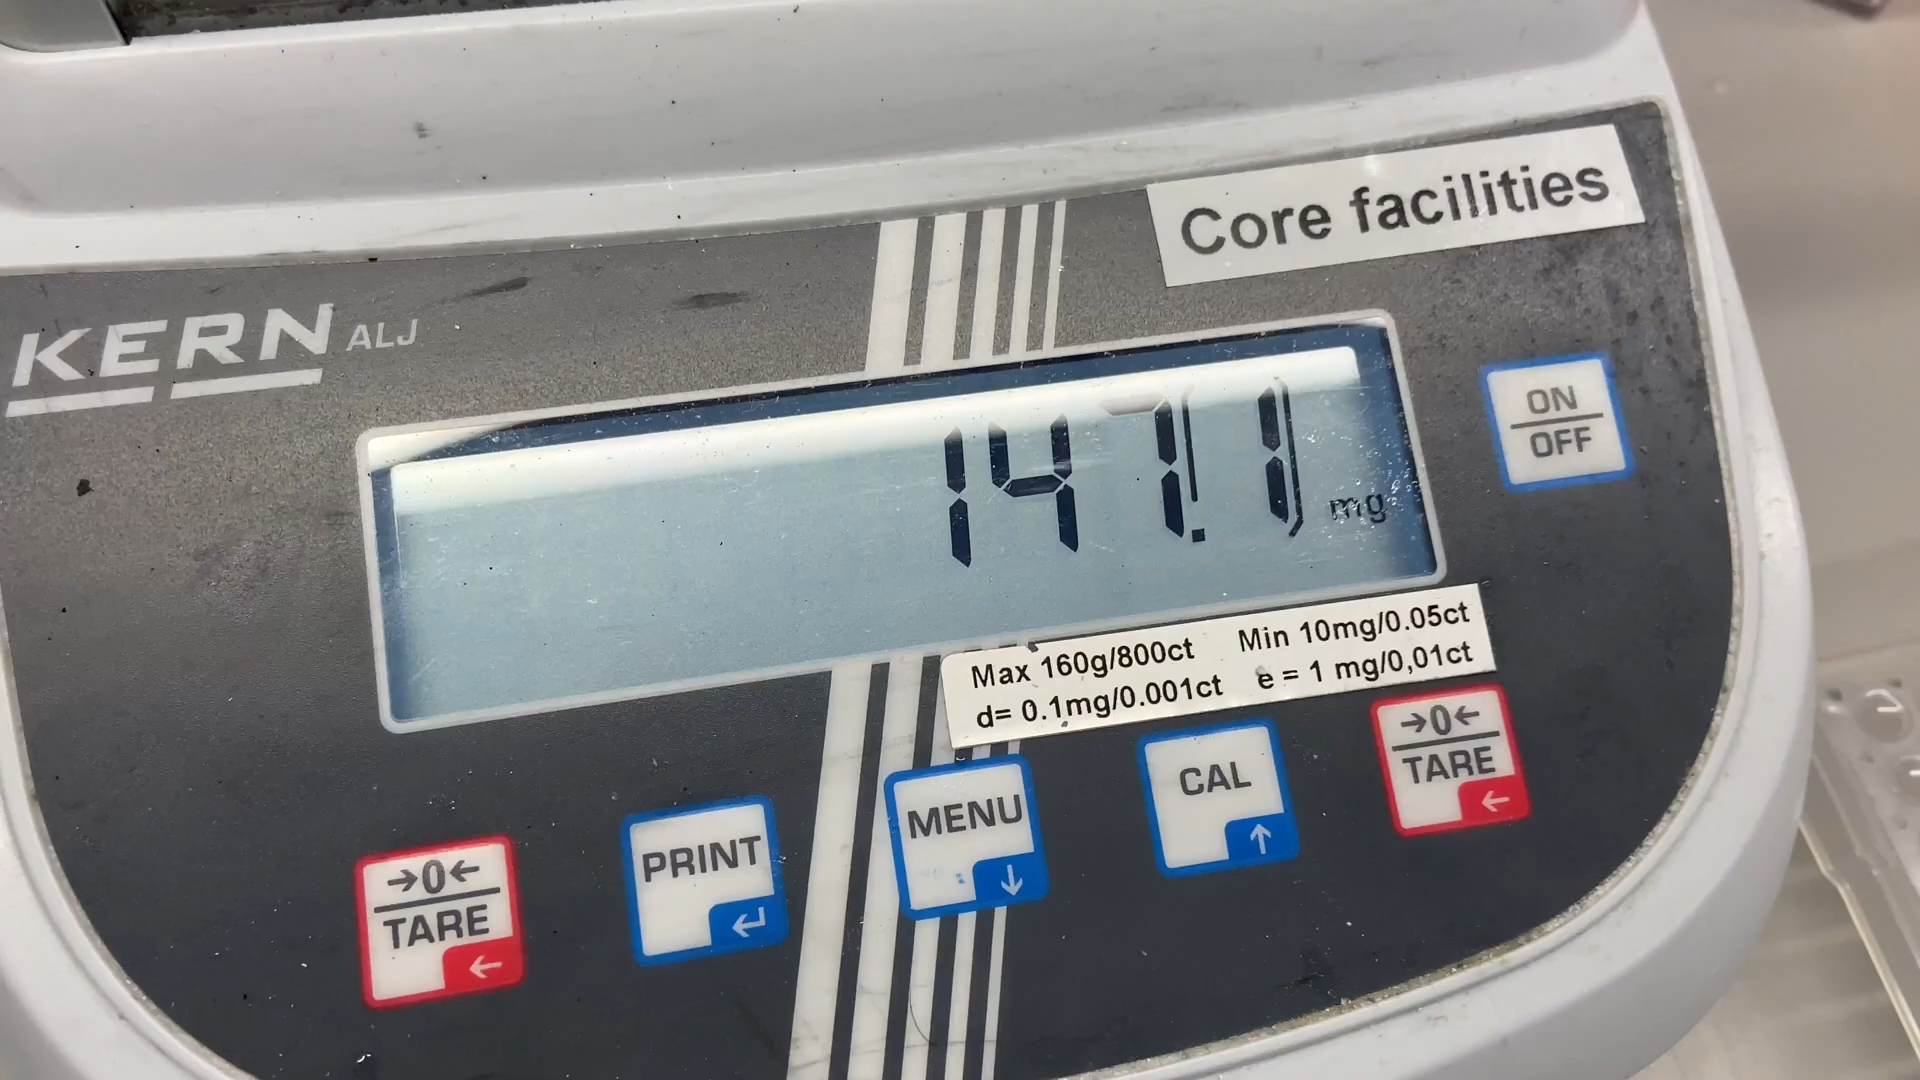 Core facilities
KERN ALJ
147.[1] mg
ON
OFF
Max 160g/800ct Min 10mg/0.05ct
d= 0.1mg/0.001ct e = 1 mg/0,01ct
→0←
TARE
←
PRINT
↵
MENU
↓
CAL
↑
→0←
TARE
←